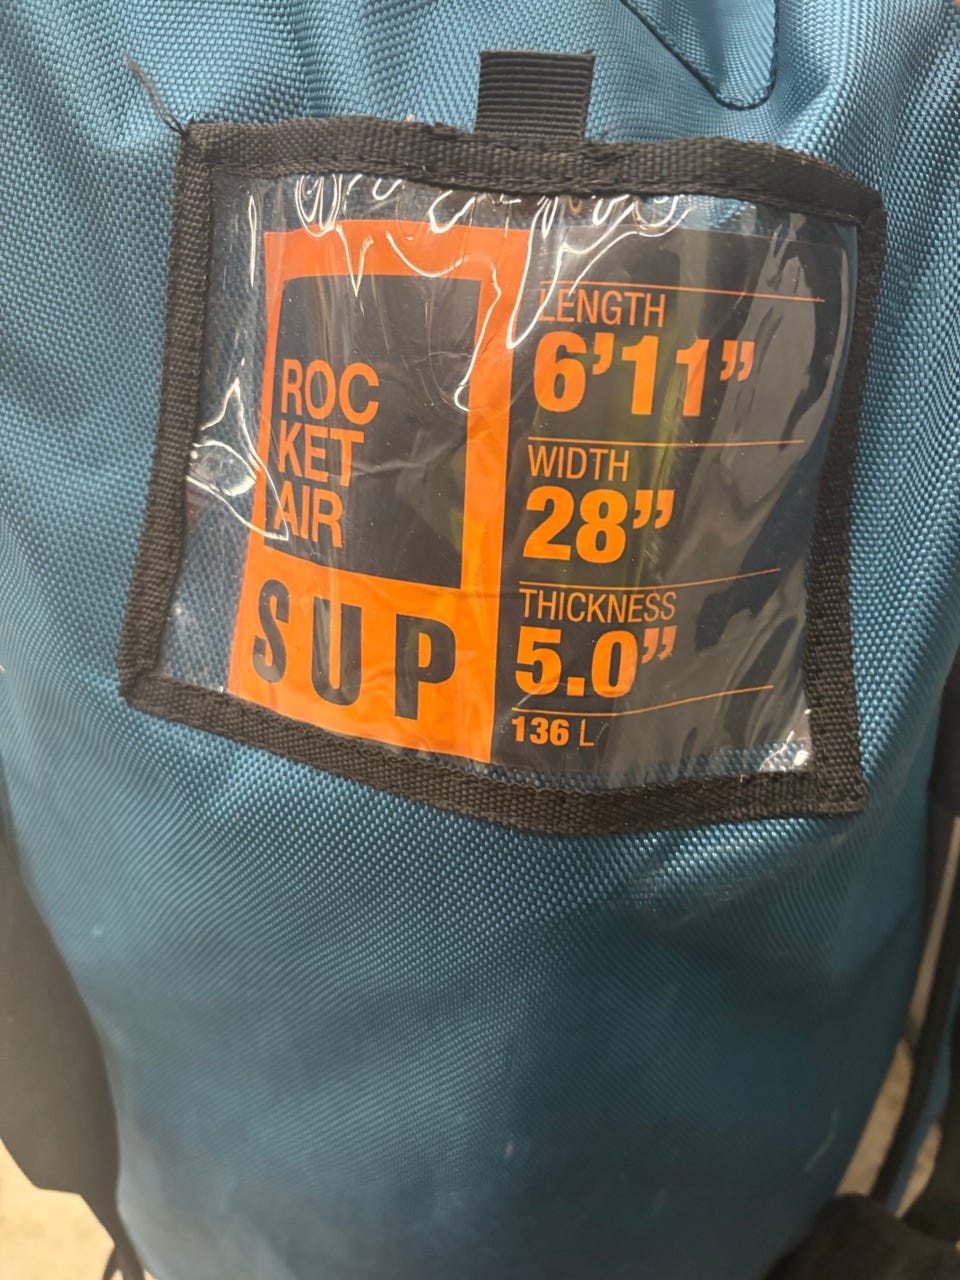 ROC
KET
AIR
SUP
LENGTH
6’11”
WIDTH
28”
THICKNESS
5.0”
136 L